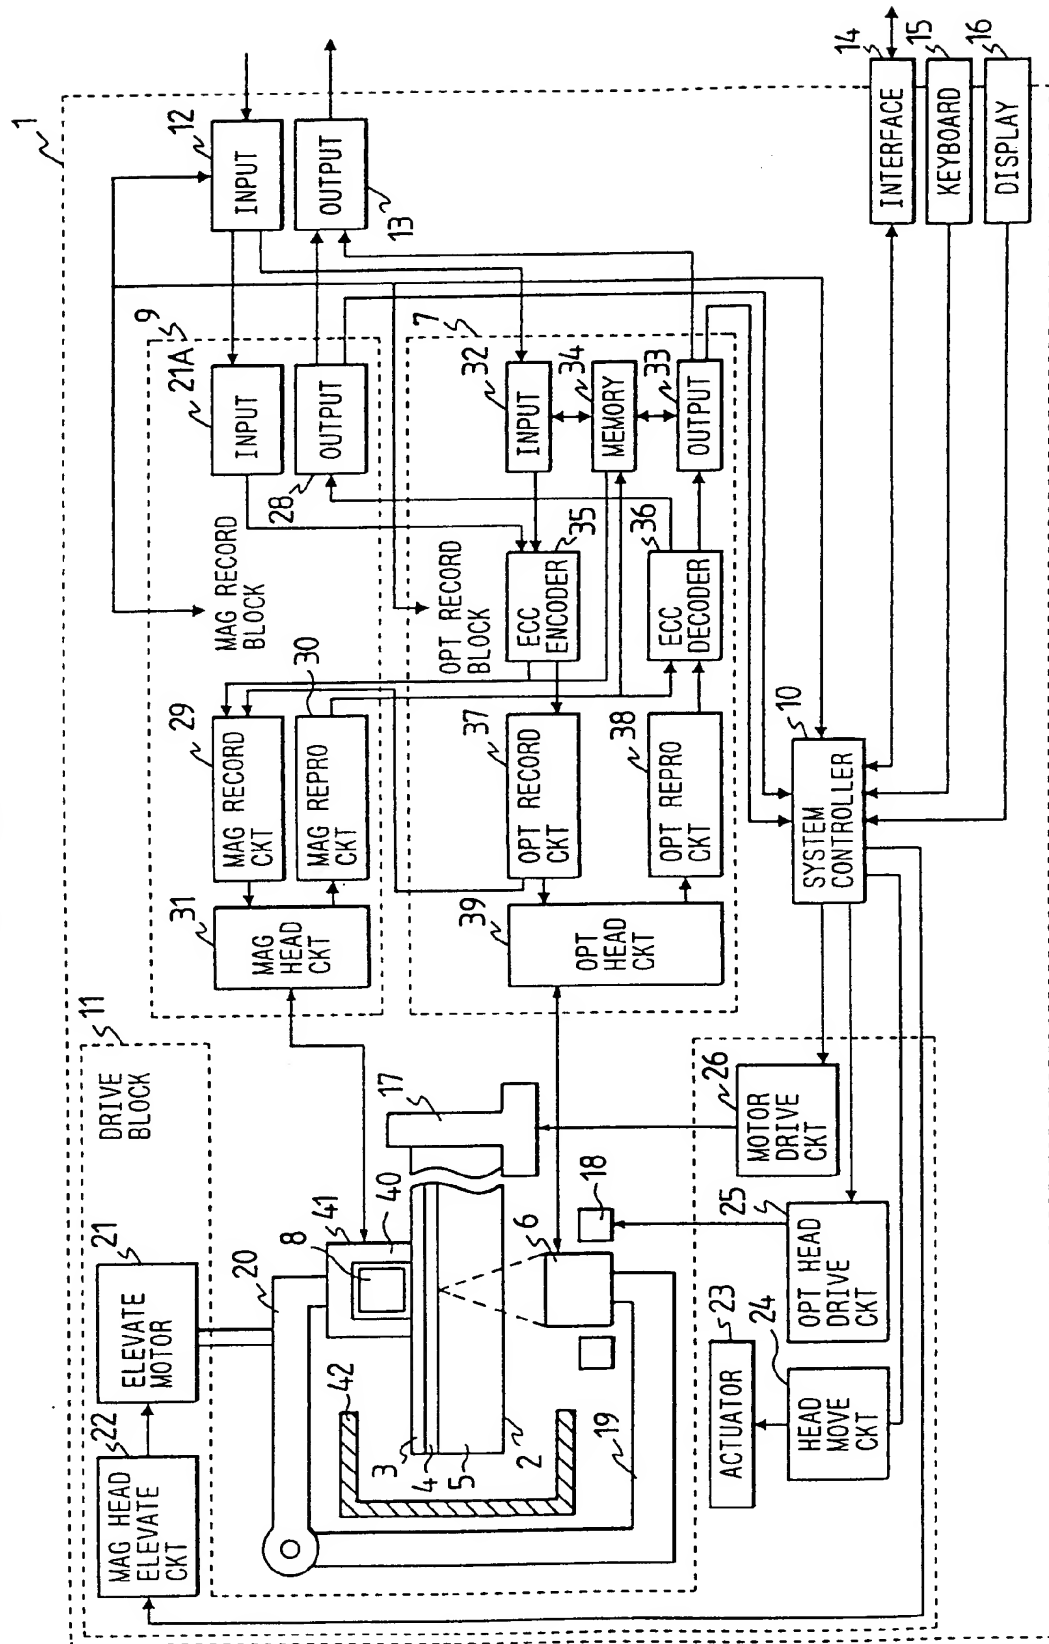 1
11
DRIVE
BLOCK
22
MAG HEAD
ELEVATE
CKT
21
ELEVATE
MOTOR
20
41
8
40
17
42
3
4
5
2
6
18
19
23
ACTUATOR
24
HEAD
MOVE
CKT
25
OPT HEAD
DRIVE
CKT
26
MOTOR
DRIVE
CKT
9
MAG RECORD
BLOCK
31
MAG
HEAD
CKT
29
MAG RECORD
CKT
30
MAG REPRO
CKT
21A
INPUT
28
OUTPUT
12
INPUT
13
OUTPUT
7
OPT RECORD
BLOCK
39
OPT
HEAD
CKT
37
OPT RECORD
CKT
38
OPT REPRO
CKT
35
ECC
ENCODER
36
ECC
DECODER
32
INPUT
34
MEMORY
33
OUTPUT
10
SYSTEM
CONTROLLER
14
INTERFACE
15
KEYBOARD
16
DISPLAY